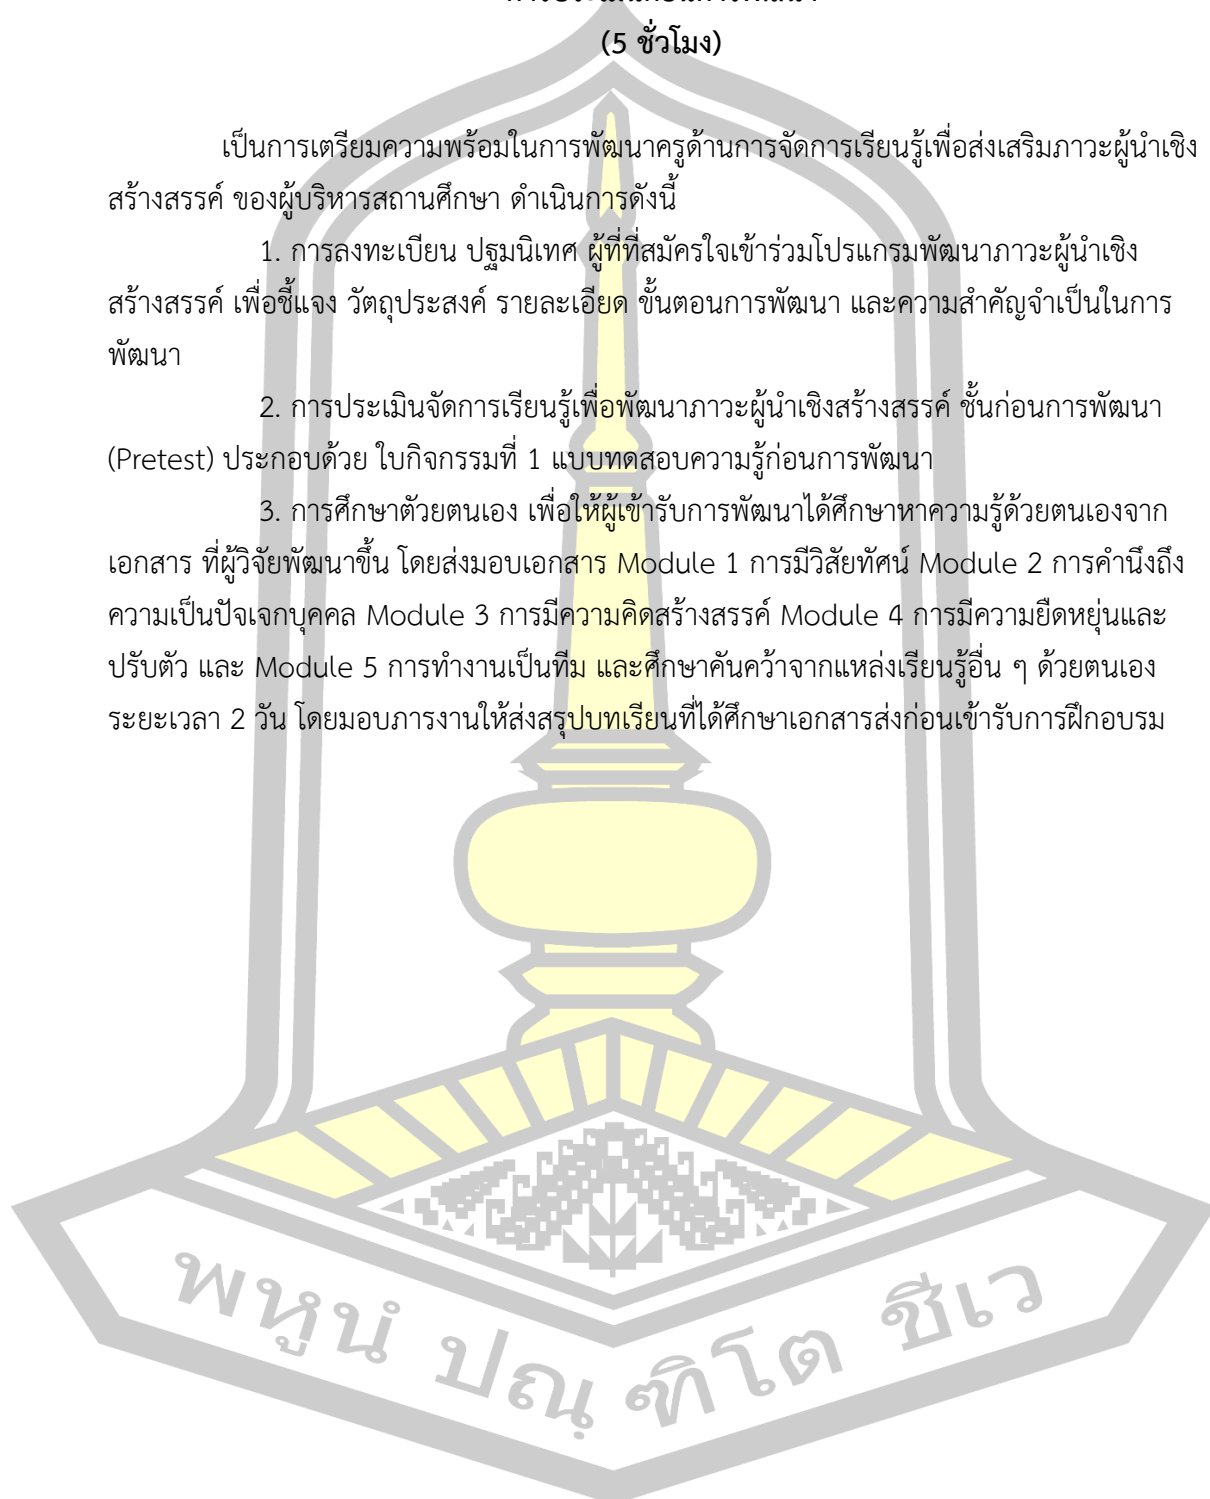 (5 ชั่วโมง)
เป็นการเตรียมความพร้อมในการพัฒนาครูด้านการจัดการเรียนรู้เพื่อส่งเสริมภาวะผู้นำเชิง
สร้างสรรค์ ของผู้บริหารสถานศึกษา ดำเนินการดังนี้
1. การลงทะเบียน ปฐมนิเทศ ผู้ที่ที่สมัครใจเข้าร่วมโปรแกรมพัฒนาภาวะผู้นำเชิง
สร้างสรรค์ เพื่อชี้แจง วัตถุประสงค์ รายละเอียด ขั้นตอนการพัฒนา และความสำคัญจำเป็นในการ
พัฒนา
2. การประเมินจัดการเรียนรู้เพื่อพัฒนาภาวะผู้นำเชิงสร้างสรรค์ ชั้นก่อนการพัฒนา
(Pretest) ประกอบด้วย ใบกิจกรรมที่ 1 แบบทดสอบความรู้ก่อนการพัฒนา
3. การศึกษาตัวยตนเอง เพื่อให้ผู้เข้ารับการพัฒนาได้ศึกษาหาความรู้ด้วยตนเองจาก
เอกสาร ที่ผู้วิจัยพัฒนาขึ้น โดยส่งมอบเอกสาร Module 1 การมีวิสัยทัศน์ Module 2 การคำนึงถึง
ความเป็นปัจเจกบุคคล Module 3 การมีความคิดสร้างสรรค์ Module 4 การมีความยืดหยุ่นและ
ปรับตัว และ Module 5 การทำงานเป็นทีม และศึกษาคันคว้าจากแหล่งเรียนรู้อื่น ๆ ด้วยตนเอง
ระยะเวลา 2 วัน โดยมอบภารงานให้ส่งสรุปบทเรียนที่ได้ศึกษาเอกสารส่งก่อนเข้ารับการฝึกอบรม
พหูนํ ปณฺฑิโต ชีเว